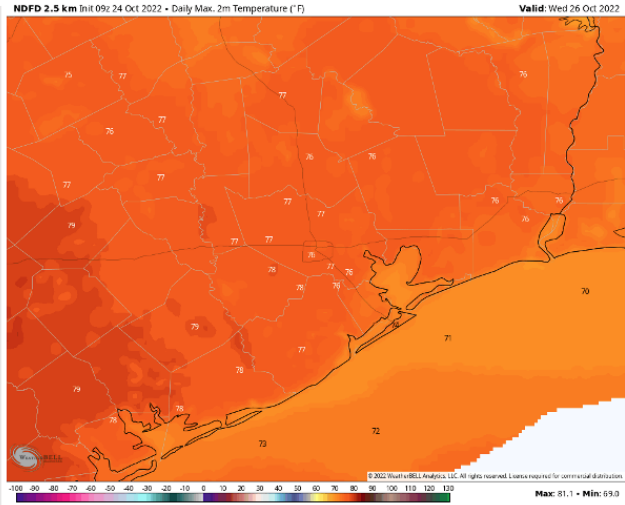 NDFD 2.5 km Init 09z 24 Oct 2022 • Daily Max. 2m Temperature (°F) Valid: Wed 26 Oct 2022
75 77 76
77
77
76
76 76
77 77
79
77 76 76
77 76
77 77
76
78 77 76
78 76
70
79
71
77
78
79
78 78
72
73
WeatherBELL
© 2022 WeatherBELL Analytics, LLC. All rights reserved. License required for commercial distribution.
-100 -90 -80 -70 -60 -50 -40 -30 -20 -10 0 10 20 30 40 50 60 70 80 90 100 110 120 130
Max: 81.1 • Min: 69.0